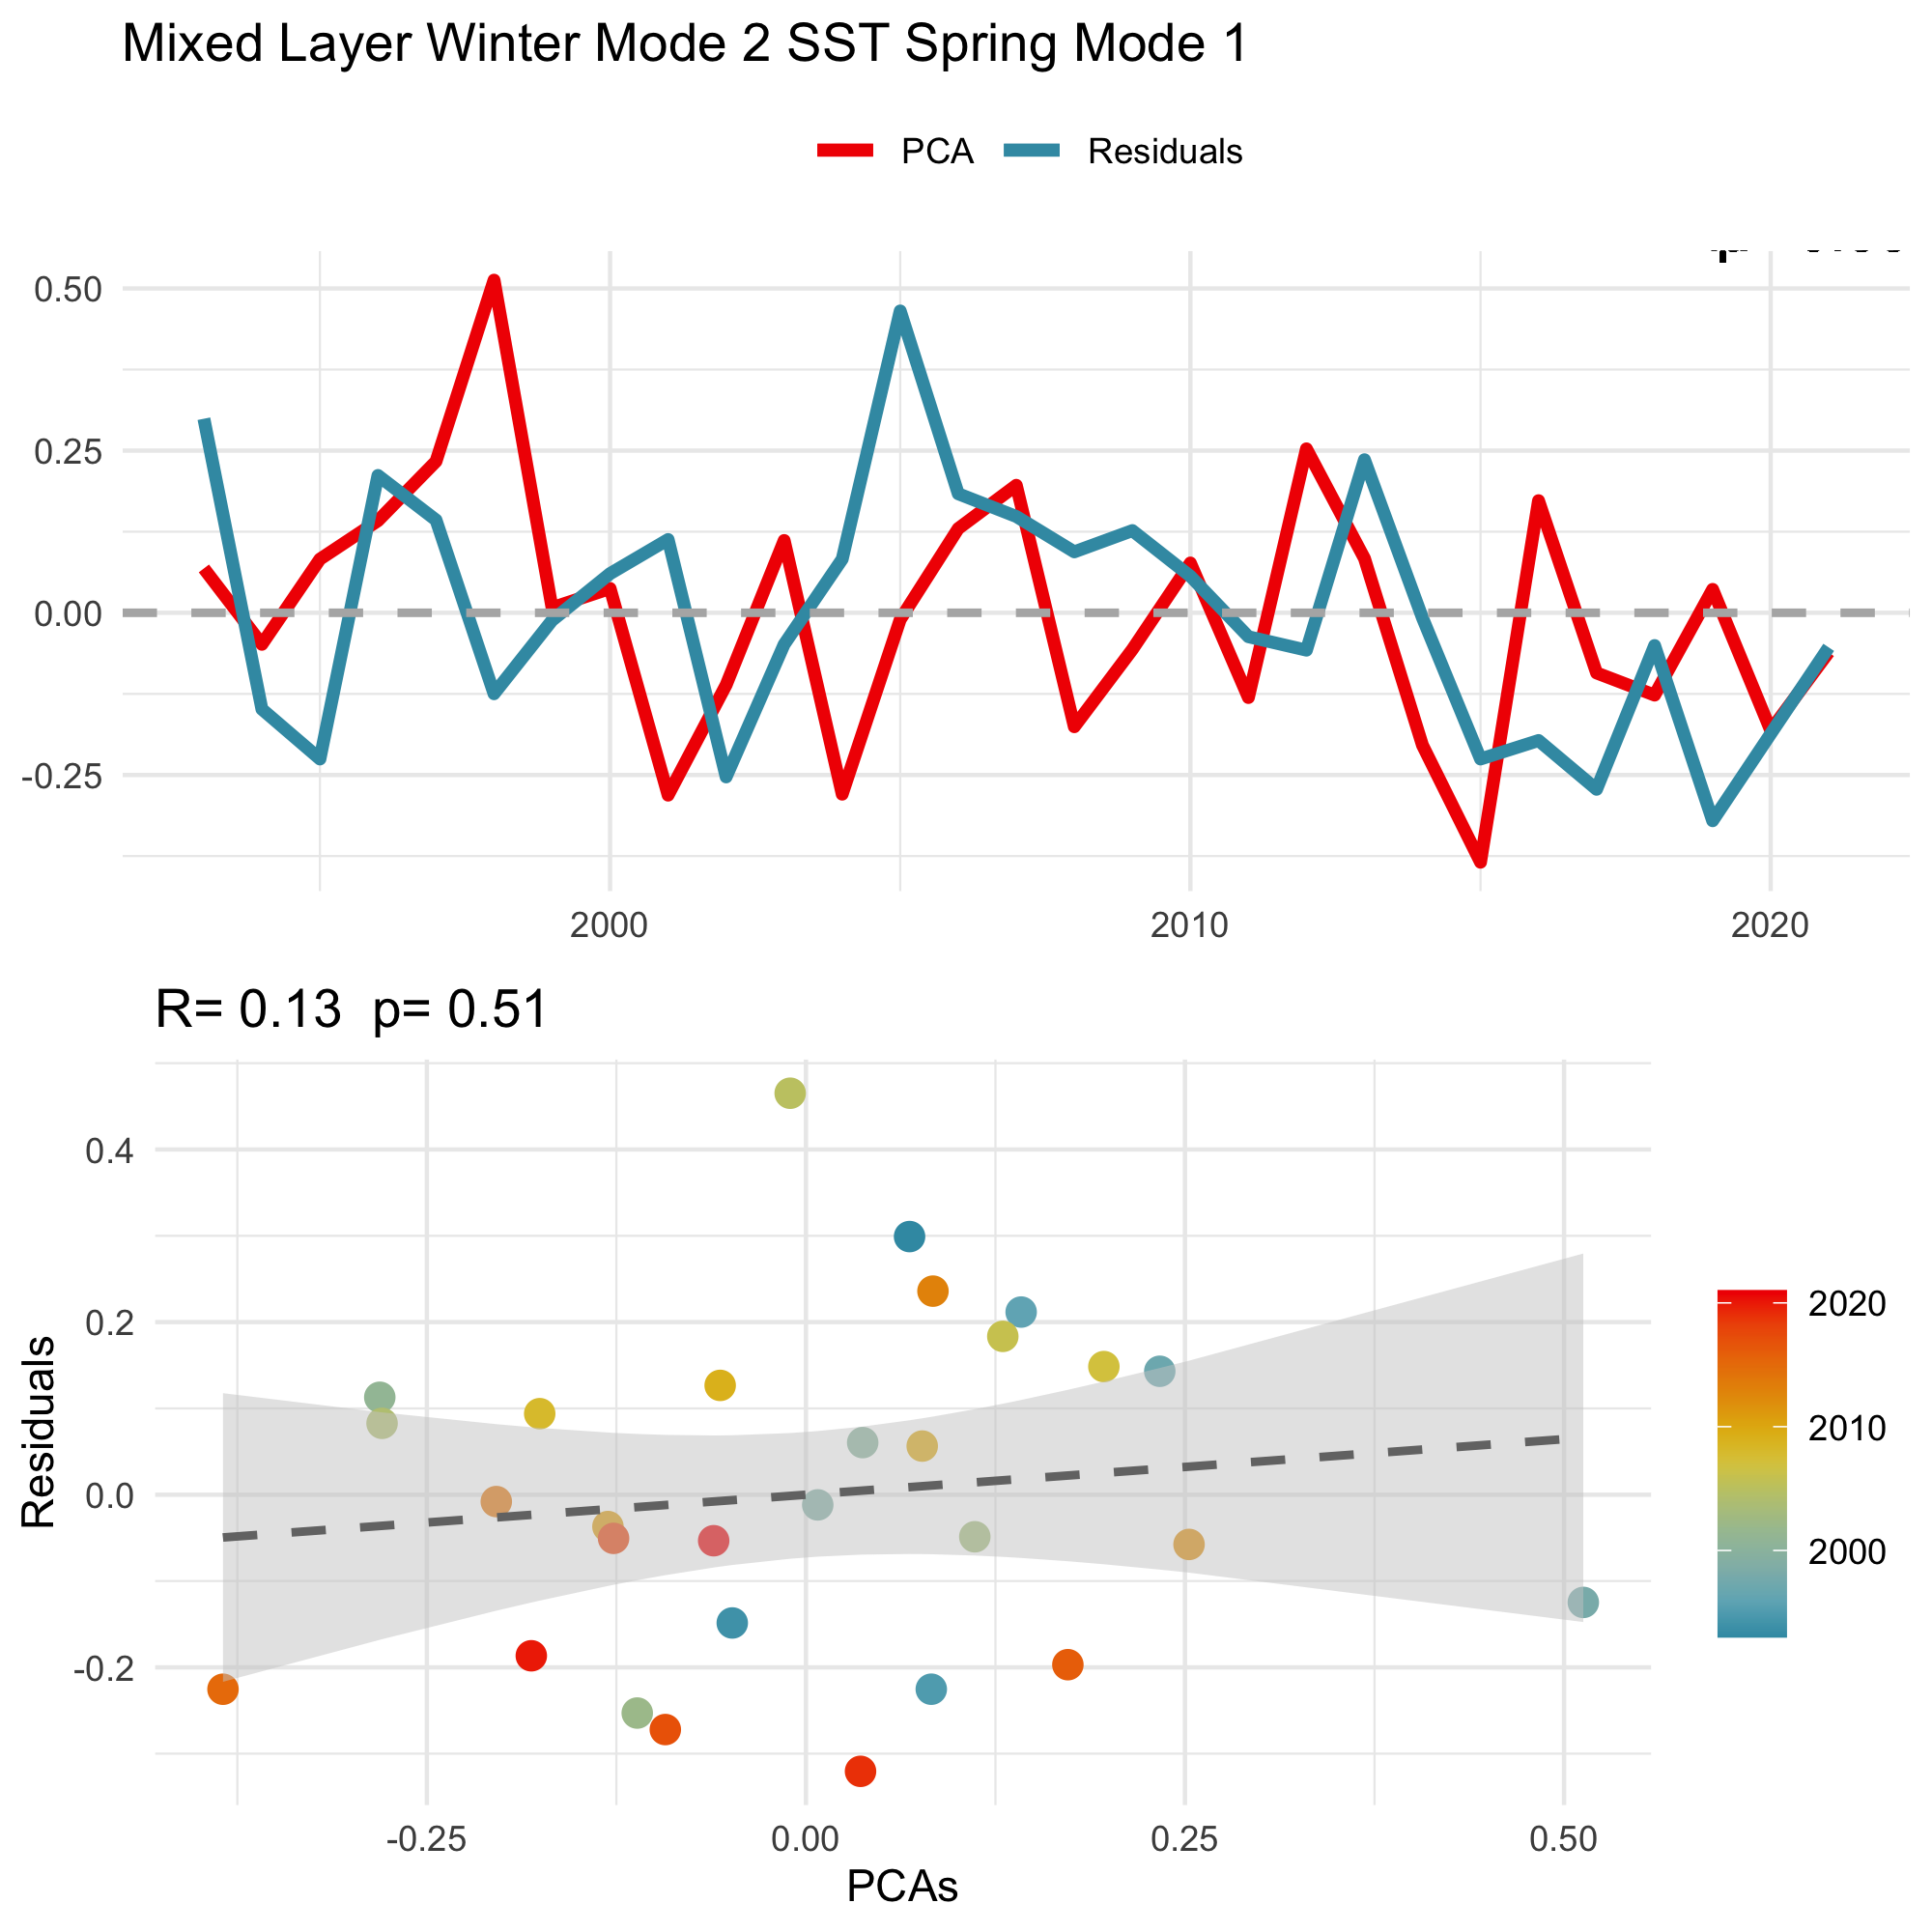 Mixed Layer Winter Mode 2 SST Spring Mode 1
PCA Residuals
0.50
0.25
0.00
-0.25
2000 2010 2020
R= 0.13 p= 0.51
Residuals
0.4
0.2
0.0
-0.2
-0.25 0.00 0.25 0.50
PCAs
2020
2010
2000